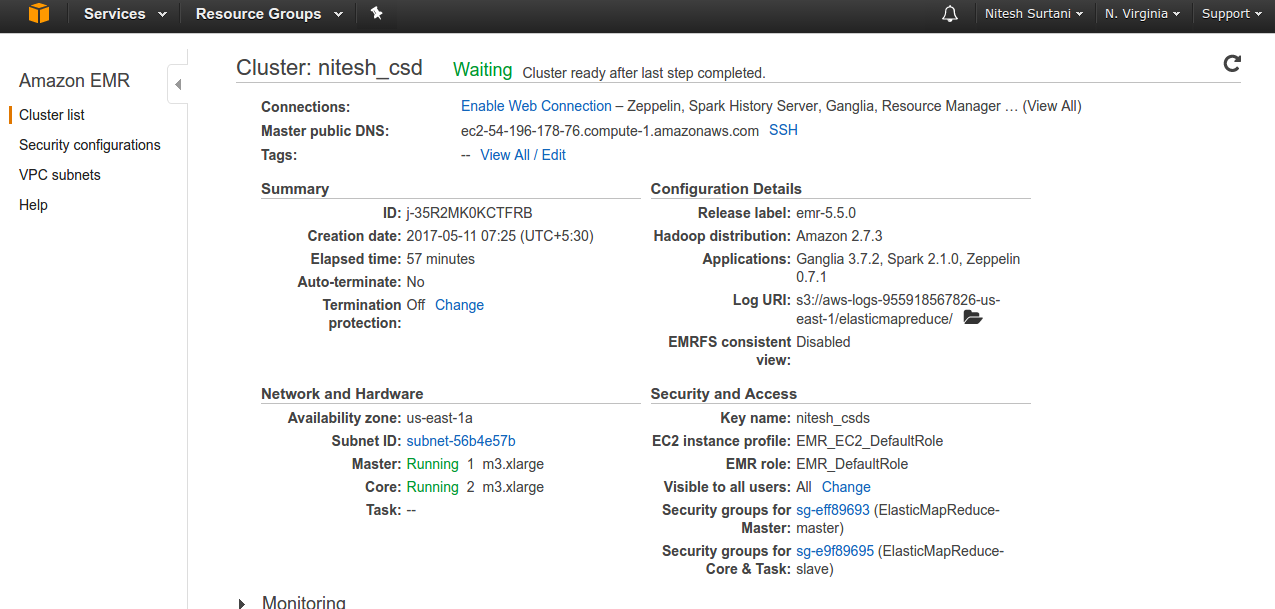 Services Resource Groups Nitesh Surtani N. Virginia Support
Amazon EMR
Cluster list
Security configurations
VPC subnets
Help
Cluster: nitesh_csd Waiting Cluster ready after last step completed.
Connections: Enable Web Connection – Zeppelin, Spark History Server, Ganglia, Resource Manager … (View All)
Master public DNS: ec2-54-196-178-76.compute-1.amazonaws.com SSH
Tags: -- View All / Edit
Summary
ID: j-35R2MK0KCTFRB
Creation date: 2017-05-11 07:25 (UTC+5:30)
Elapsed time: 57 minutes
Auto-terminate: No
Termination Off Change
protection:
Configuration Details
Release label: emr-5.5.0
Hadoop distribution: Amazon 2.7.3
Applications: Ganglia 3.7.2, Spark 2.1.0, Zeppelin
0.7.1
Log URI: s3://aws-logs-955918567826-us-
east-1/elasticmapreduce/
EMRFS consistent Disabled
view:
Network and Hardware
Availability zone: us-east-1a
Subnet ID: subnet-56b4e57b
Master: Running 1 m3.xlarge
Core: Running 2 m3.xlarge
Task: --
Security and Access
Key name: nitesh_csds
EC2 instance profile: EMR_EC2_DefaultRole
EMR role: EMR_DefaultRole
Visible to all users: All Change
Security groups for sg-eff89693 (ElasticMapReduce-
Master: master)
Security groups for sg-e9f89695 (ElasticMapReduce-
Core & Task: slave)
Monitoring